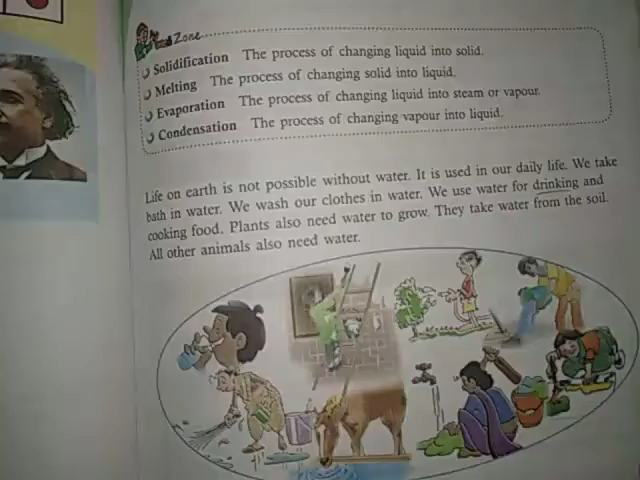 Zone
Solidification The process of changing liquid into solid.
Melting The process of changing solid into liquid.
Evaporation The process of changing liquid into steam or vapour.
Condensation The process of changing vapour into liquid.
Life on earth is not possible without water. It is used in our daily life. We take
bath in water. We wash our clothes in water. We use water for drinking and
cooking food. Plants also need water to grow. They take water from the soil.
All other animals also need water.